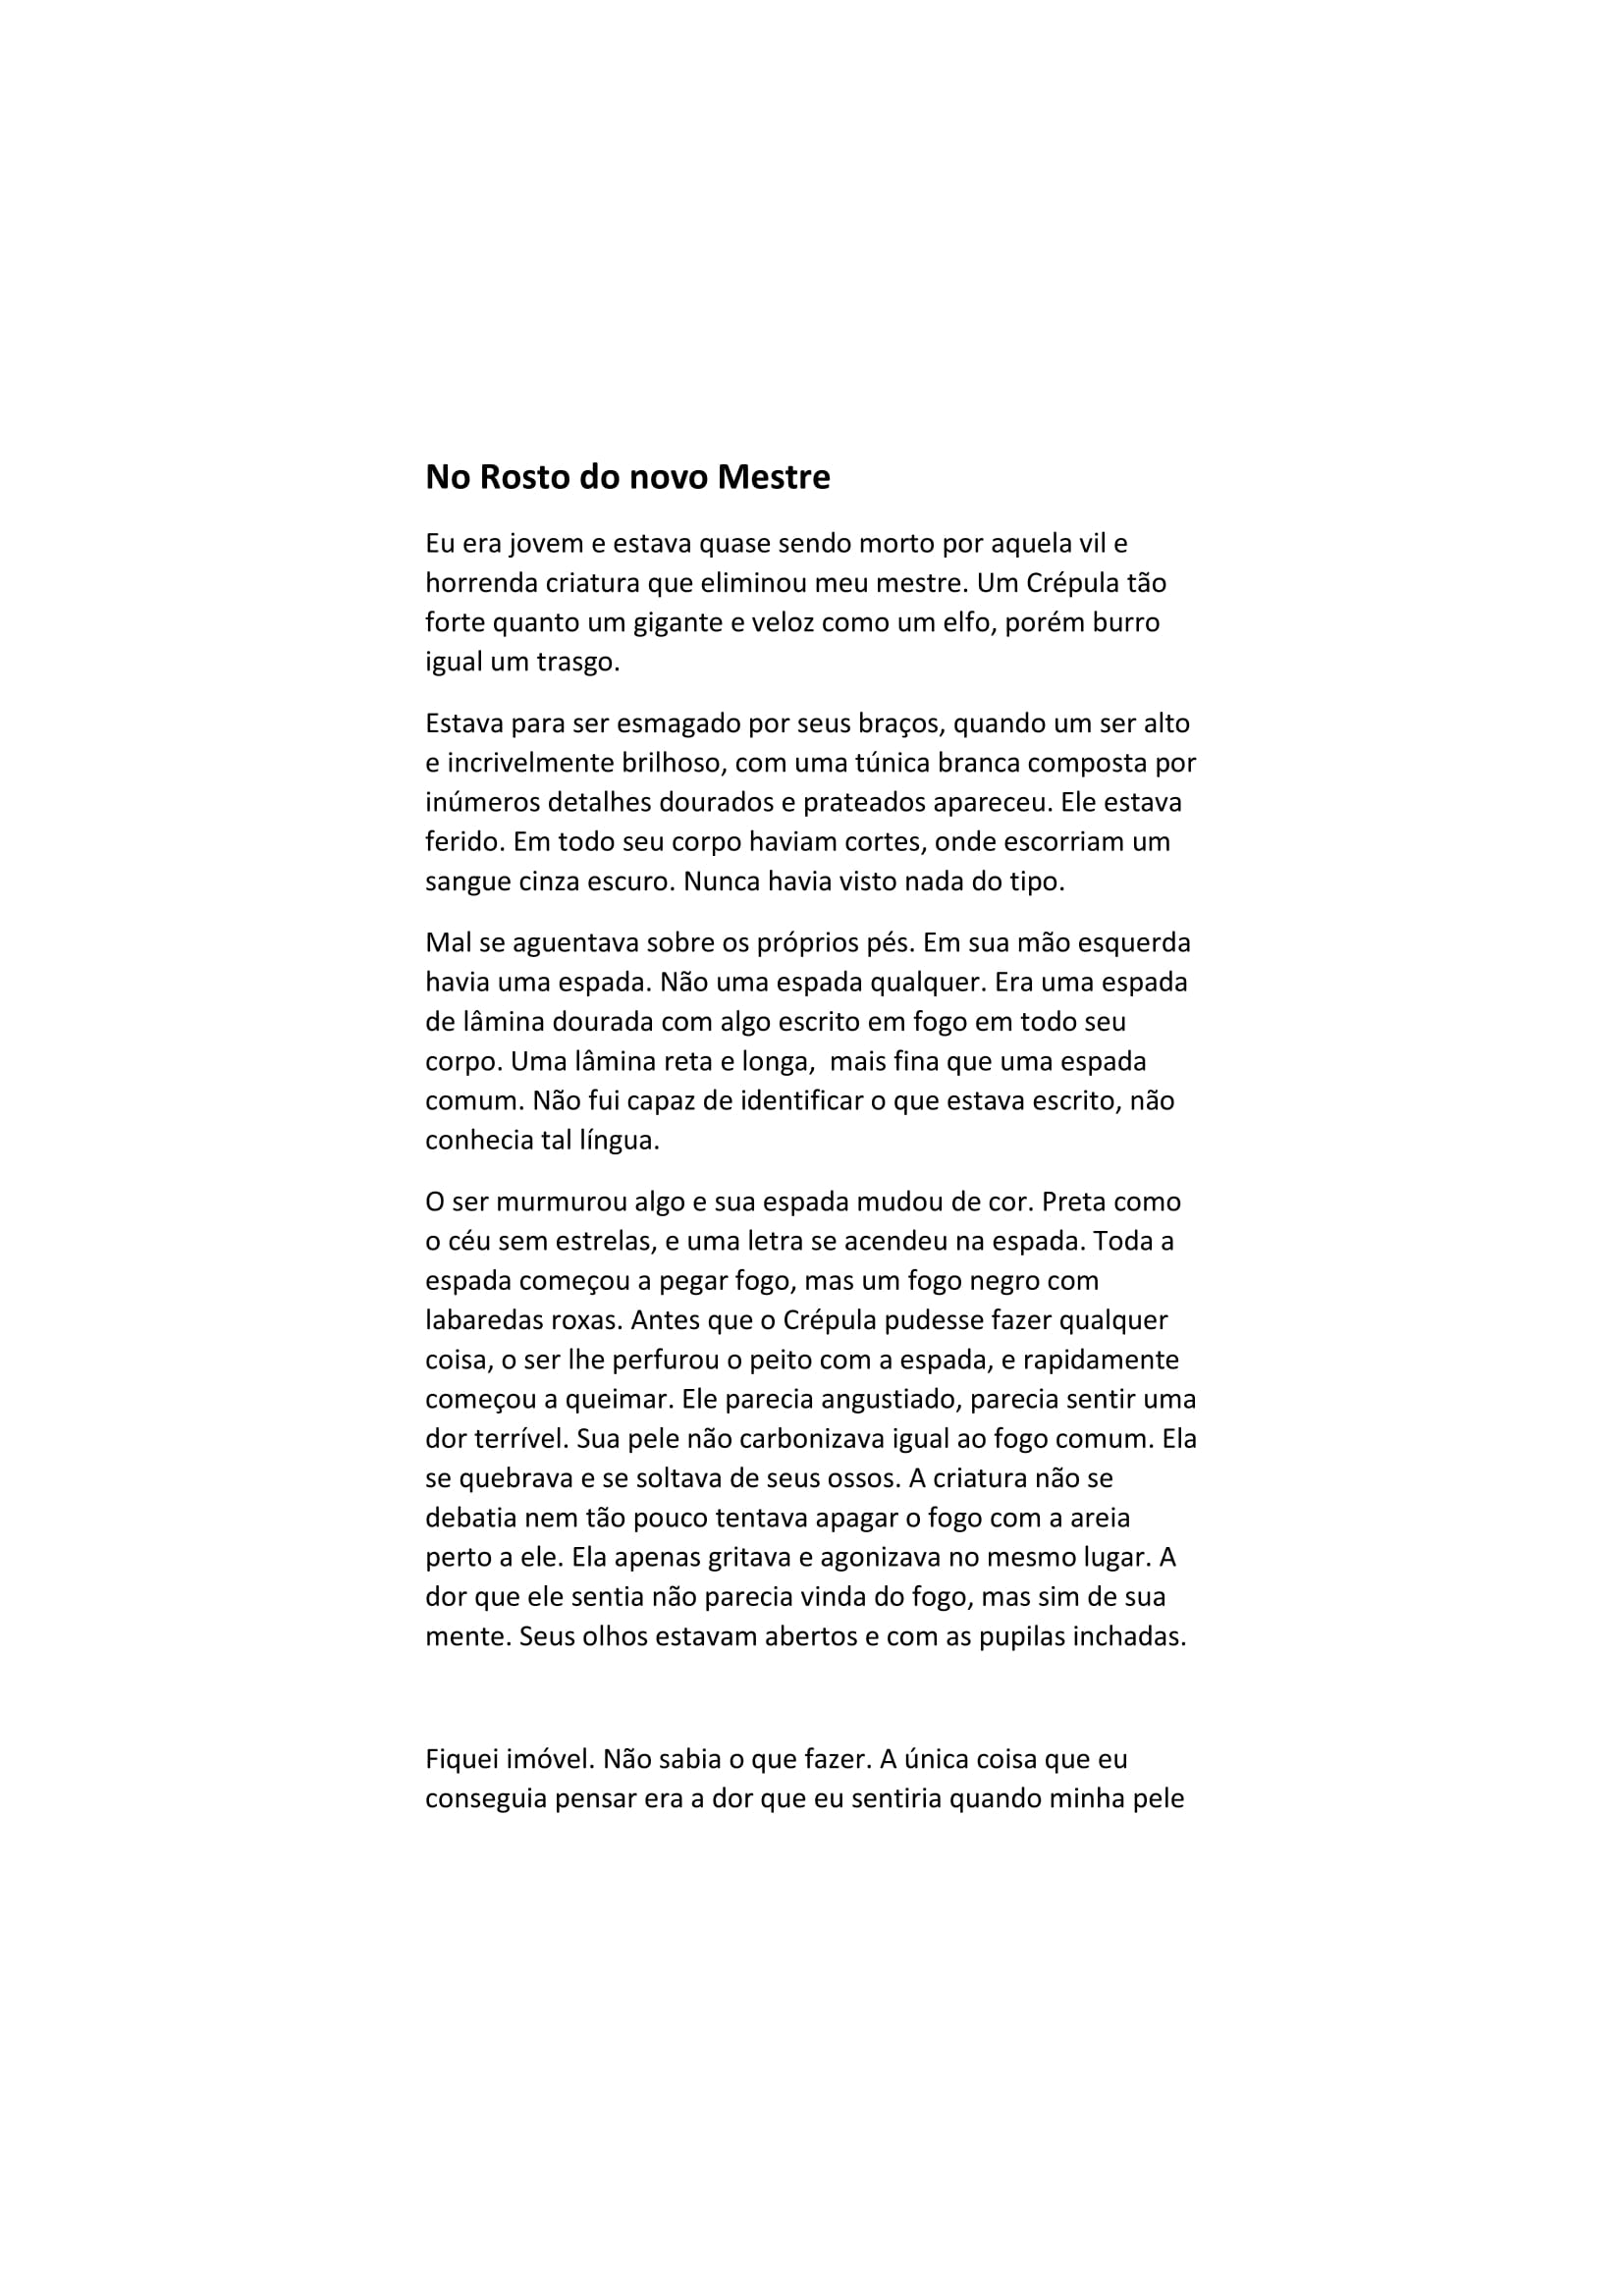 No Rosto do novo Mestre
Eu era jovem e estava quase sendo morto por aquela vil e
horrenda criatura que eliminou meu mestre. Um Crépula tão
forte quanto um gigante e veloz como um elfo, porém burro
igual um trasgo.
Estava para ser esmagado por seus braços, quando um ser alto
e incrivelmente brilhoso, com uma túnica branca composta por
inúmeros detalhes dourados e prateados apareceu. Ele estava
ferido. Em todo seu corpo haviam cortes, onde escorriam um
sangue cinza escuro. Nunca havia visto nada do tipo.
Mal se aguentava sobre os próprios pés. Em sua mão esquerda
havia uma espada. Não uma espada qualquer. Era uma espada
de lâmina dourada com algo escrito em fogo em todo seu
corpo. Uma lâmina reta e longa,  mais fina que uma espada
comum. Não fui capaz de identificar o que estava escrito, não
conhecia tal língua.
O ser murmurou algo e sua espada mudou de cor. Preta como
o céu sem estrelas, e uma letra se acendeu na espada. Toda a
espada começou a pegar fogo, mas um fogo negro com
labaredas roxas. Antes que o Crépula pudesse fazer qualquer
coisa, o ser lhe perfurou o peito com a espada, e rapidamente
começou a queimar. Ele parecia angustiado, parecia sentir uma
dor terrível. Sua pele não carbonizava igual ao fogo comum. Ela
se quebrava e se soltava de seus ossos. A criatura não se
debatia nem tão pouco tentava apagar o fogo com a areia
perto a ele. Ela apenas gritava e agonizava no mesmo lugar. A
dor que ele sentia não parecia vinda do fogo, mas sim de sua
mente. Seus olhos estavam abertos e com as pupilas inchadas.
Fiquei imóvel. Não sabia o que fazer. A única coisa que eu
conseguia pensar era a dor que eu sentiria quando minha pele